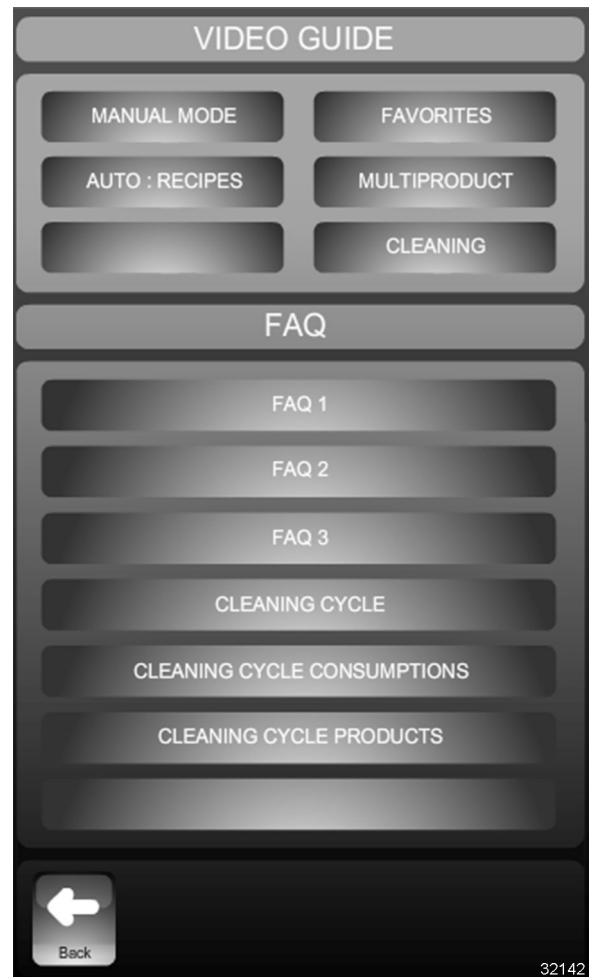 VIDEO GUIDE
MANUAL MODE
FAVORITES
AUTO : RECIPES
MULTIPRODUCT
CLEANING
FAQ
FAQ 1
FAQ 2
FAQ 3
CLEANING CYCLE
CLEANING CYCLE CONSUMPTIONS
CLEANING CYCLE PRODUCTS
Back
32142